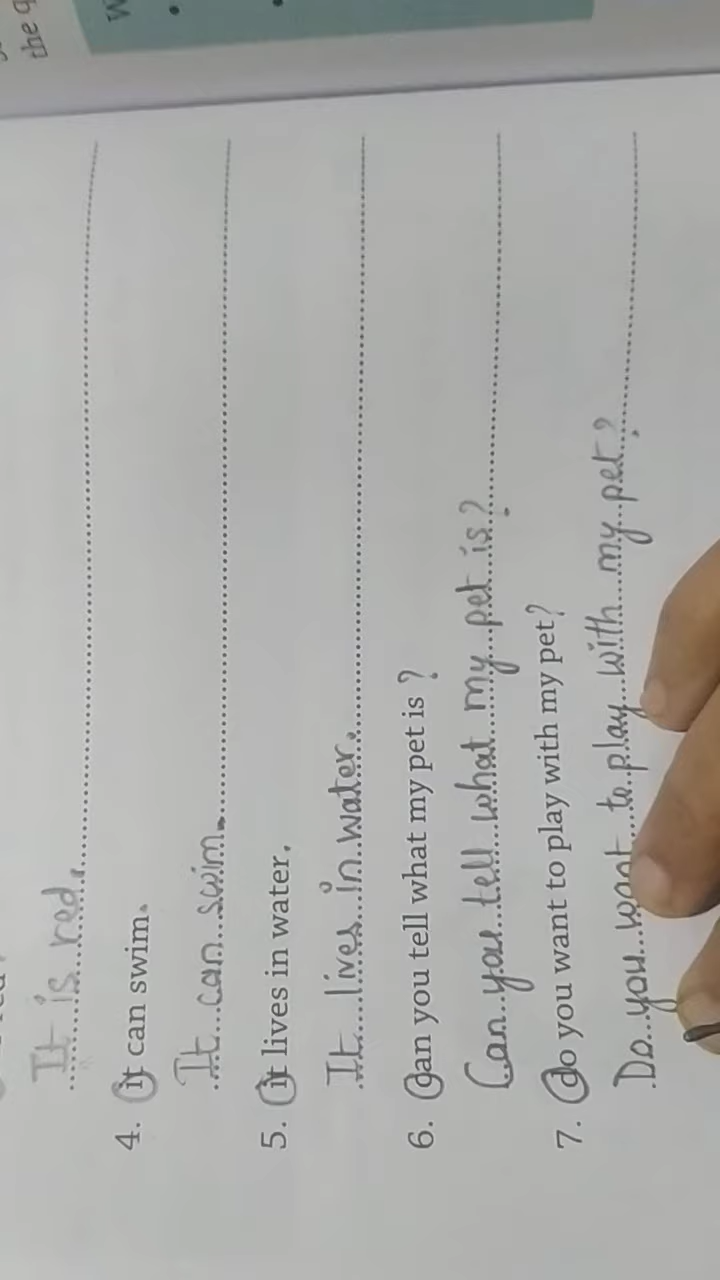 the
It is red.
4. it can swim.
It can swim.
5. it lives in water.
It lives in water.
6. can you tell what my pet is ?
Can you tell what my pet is?
7. do you want to play with my pet?
Do you want to play with my pet?